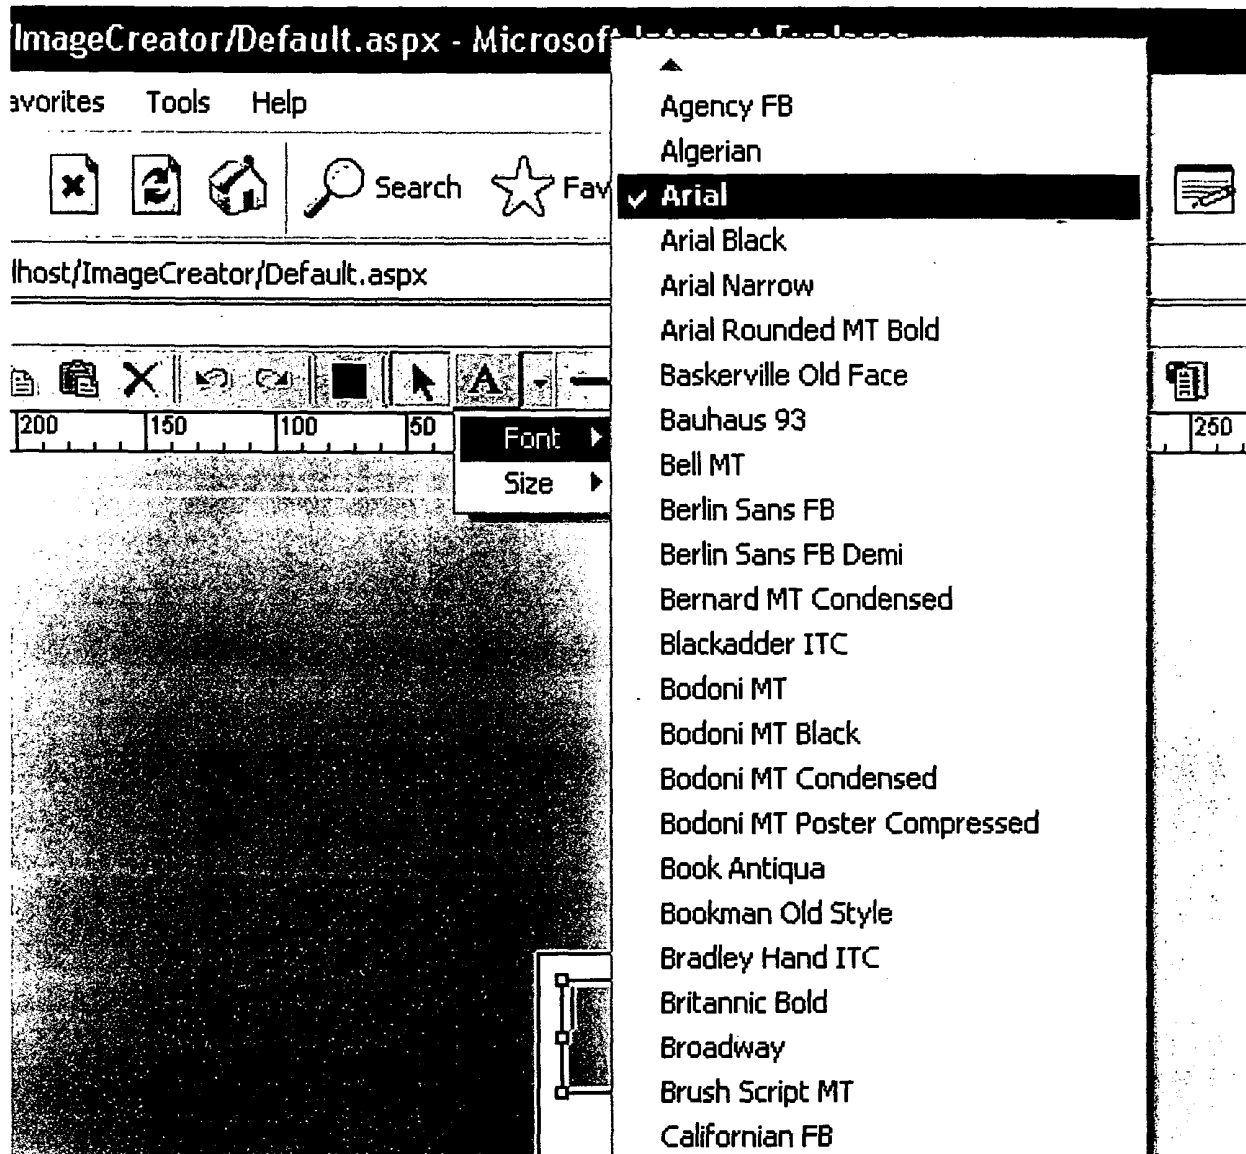 /ImageCreator/Default.aspx - Microsoft Internet Explorer
avorites Tools Help
Search Fav
lhost/ImageCreator/Default.aspx
A
200 150 100 50 250
Font
Size
Agency FB
Algerian
Arial
Arial Black
Arial Narrow
Arial Rounded MT Bold
Baskerville Old Face
Bauhaus 93
Bell MT
Berlin Sans FB
Berlin Sans FB Demi
Bernard MT Condensed
Blackadder ITC
Bodoni MT
Bodoni MT Black
Bodoni MT Condensed
Bodoni MT Poster Compressed
Book Antiqua
Bookman Old Style
Bradley Hand ITC
Britannic Bold
Broadway
Brush Script MT
Californian FB